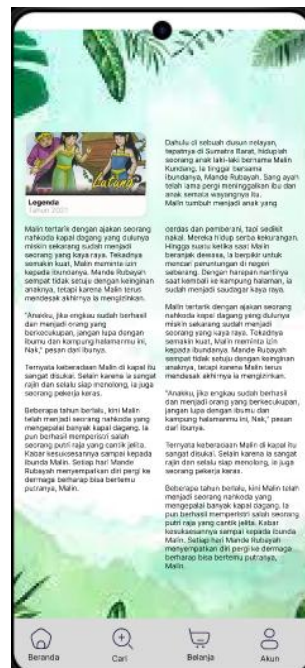 Lutung
Legenda
Tahun 2007
Dahulu di sebuah dusun nelayan,
tepatnya di Sumatra Barat, hiduplah
seorang anak laki-laki bernama Malin
Kundang. Ia tinggal bersama
ibundanya, Mande Rubayah. Sang ayah
telah lama pergi meninggalkan ibu dan
anak semata wayangnya itu.
Malin tumbuh menjadi anak yang
Malin tertarik dengan ajakan seorang
nahkoda kapal dagang yang dulunya
miskin sekarang sudah menjadi
seorang yang kaya raya. Tekadnya
semakin kuat, Malin meminta izin
kepada ibundanya. Mande Rubayah
sempat tidak setuju dengan keinginan
anaknya, tetapi karena Malin terus
mendesak akhirnya ia mengizinkan.
"Anakku, jika engkau sudah berhasil
dan menjadi orang yang
berkecukupan, jangan lupa dengan
ibumu dan kampung halamanmu ini,
Nak," pesan dari ibunya.
Ternyata keberadaan Malin di kapal itu
sangat disukai. Selain karena ia sangat
rajin dan selalu siap menolong, ia juga
seorang pekerja keras.
Beberapa tahun berlalu, kini Malin
telah menjadi seorang nahkoda yang
mengepalai banyak kapal dagang. Ia
pun berhasil memperistri salah
seorang putri raja yang cantik jelita.
Kabar kesuksesannya sampai kepada
ibunda Malin. Setiap hari Mande
Rubayah menyempatkan diri pergi ke
dermaga berharap bisa bertemu
putranya, Malin.
cerdas dan pemberani, tapi sedikit
nakal. Mereka hidup serba kekurangan.
Hingga suatu ketika saat Malin
beranjak dewasa, ia berpikir untuk
mencari peruntungan di negeri
seberang. Dengan harapan nantinya
saat kembali ke kampung halaman, ia
sudah menjadi saudagar kaya raya.
Malin tertarik dengan ajakan seorang
nahkoda kapal dagang yang dulunya
miskin sekarang sudah menjadi
seorang yang kaya raya. Tekadnya
semakin kuat, Malin meminta izin
kepada ibundanya. Mande Rubayah
sempat tidak setuju dengan keinginan
anaknya, tetapi karena Malin terus
mendesak akhirnya ia mengizinkan.
"Anakku, jika engkau sudah berhasil
dan menjadi orang yang berkecukupan,
jangan lupa dengan ibumu dan
kampung halamanmu ini, Nak," pesan
dari ibunya.
Ternyata keberadaan Malin di kapal itu
sangat disukai. Selain karena ia sangat
rajin dan selalu siap menolong, ia juga
seorang pekerja keras.
Beberapa tahun berlalu, kini Malin telah
menjadi seorang nahkoda yang
mengepalai banyak kapal dagang. Ia
pun berhasil memperistri salah seorang
putri raja yang cantik jelita. Kabar
kesuksesannya sampai kepada ibunda
Malin. Setiap hari Mande Rubayah
menyempatkan diri pergi ke dermaga
berharap bisa bertemu putranya,
Malin.
Beranda
Cari
Belanja
Akun